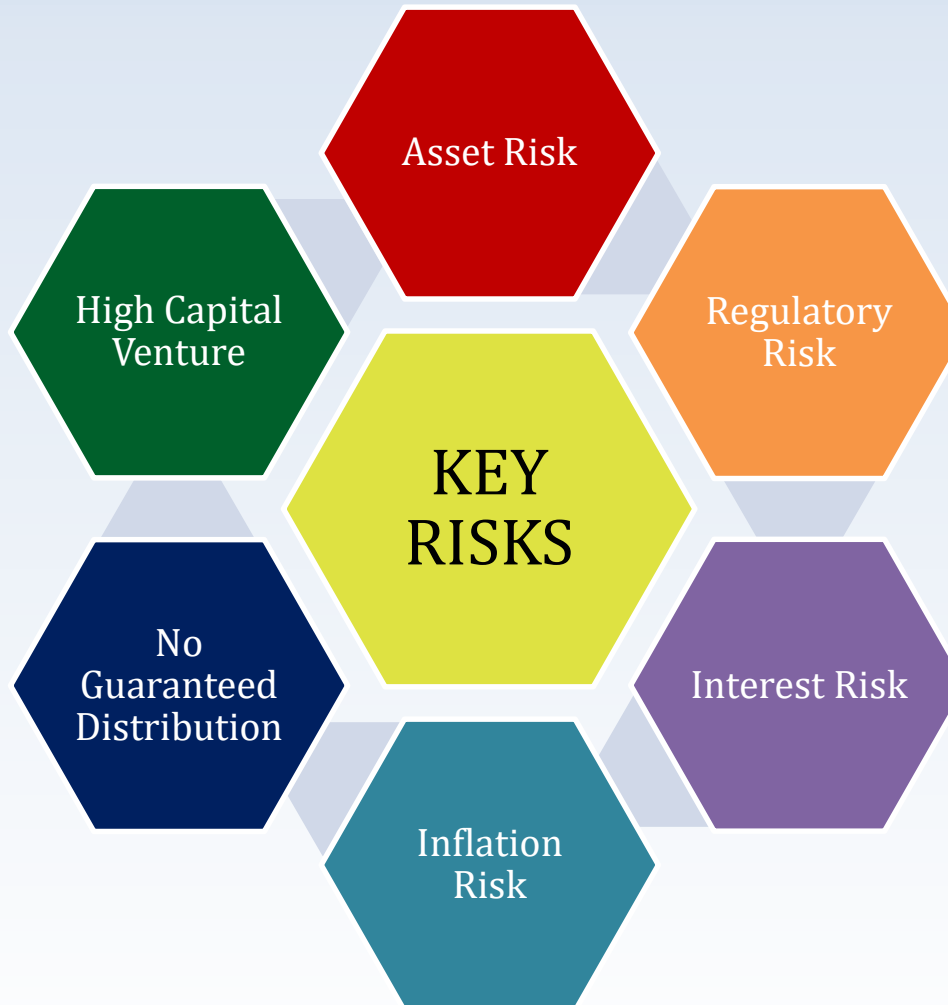 Asset Risk
High Capital
Venture
Regulatory
Risk
KEY
RISKS
No
Guaranteed
Distribution
Interest Risk
Inflation
Risk